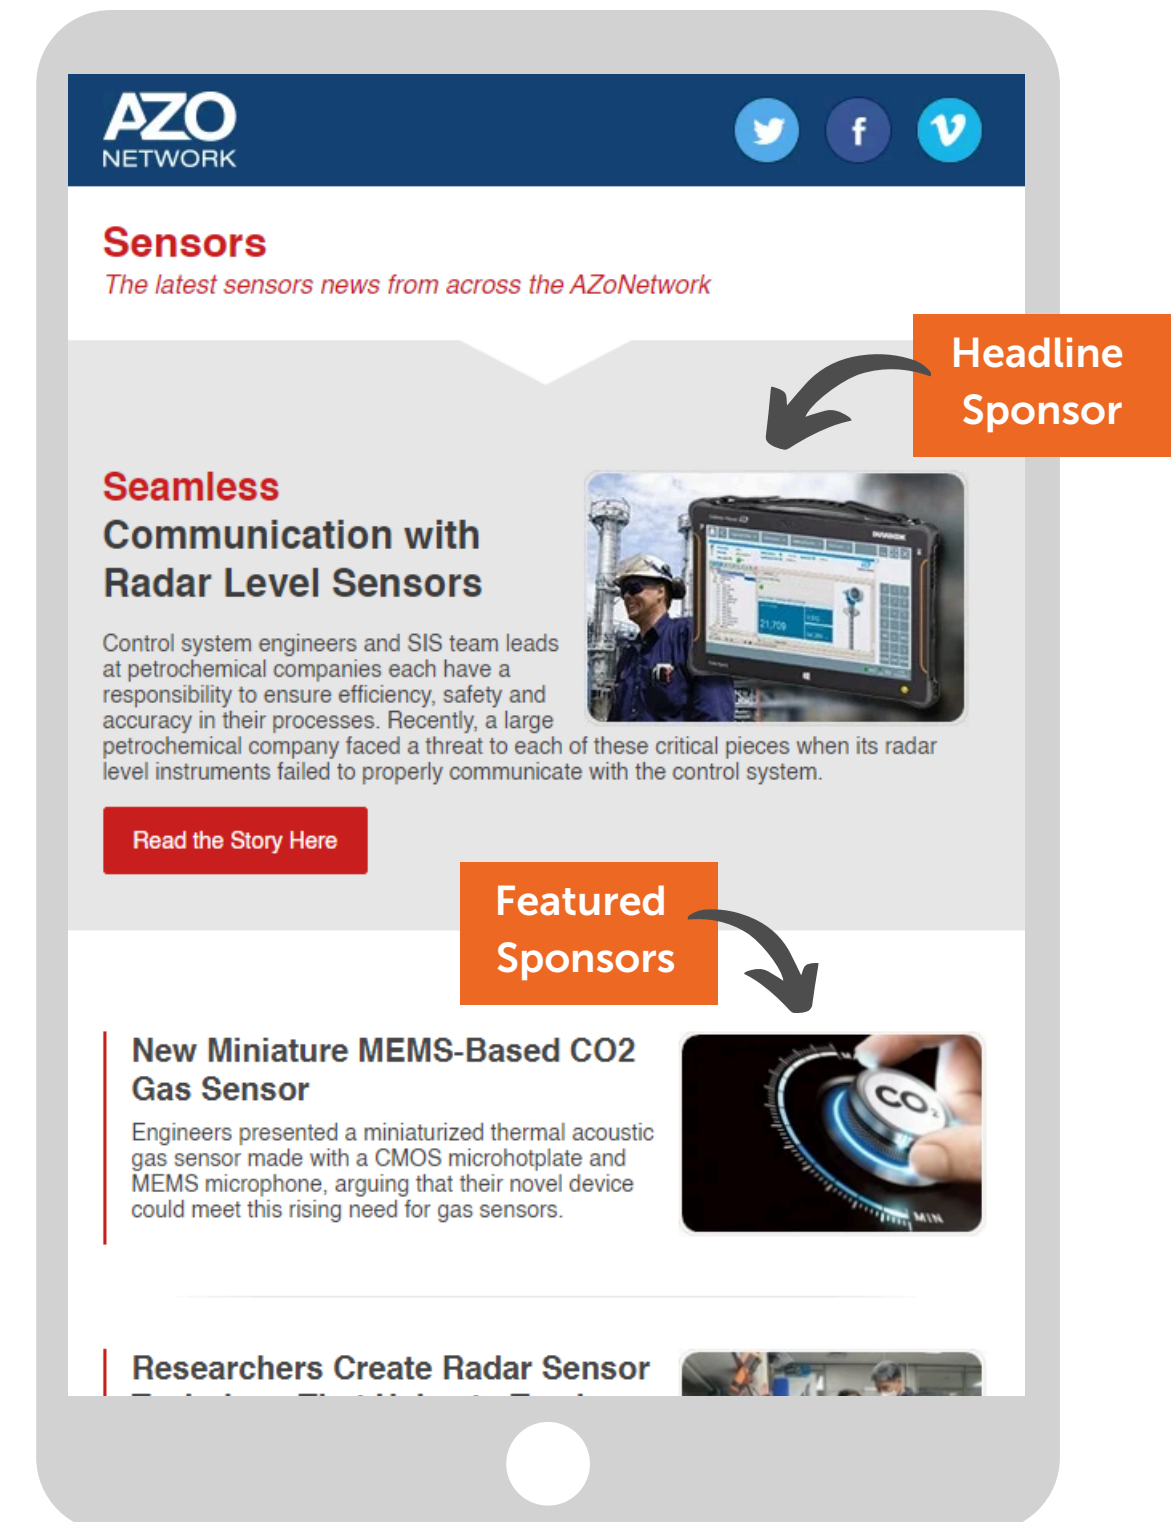 AZO
NETWORK
Sensors
The latest sensors news from across the AZoNetwork
Headline
Sponsor
Seamless
Communication with
Radar Level Sensors
Control system engineers and SIS team leads
at petrochemical companies each have a
responsibility to ensure efficiency, safety and
accuracy in their processes. Recently, a large
petrochemical company faced a threat to each of these critical pieces when its radar
level instruments failed to properly communicate with the control system.
21,709
Read the Story Here
Featured
Sponsors
New Miniature MEMS-Based CO2
Gas Sensor
Engineers presented a miniaturized thermal acoustic
gas sensor made with a CMOS microhotplate and
MEMS microphone, arguing that their novel device
could meet this rising need for gas sensors.
CO2
MIN
Researchers Create Radar Sensor